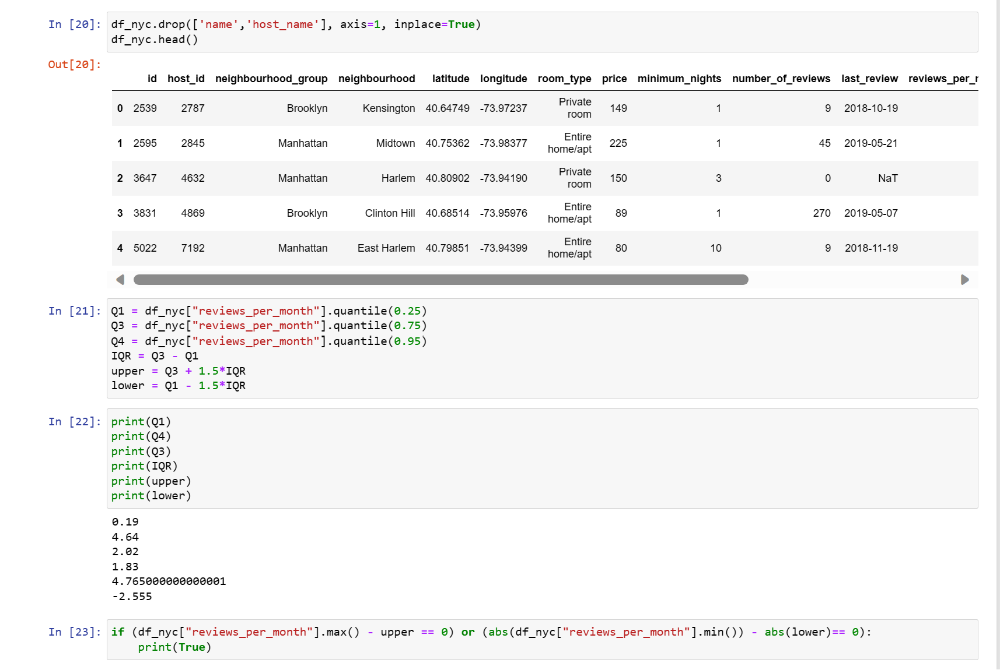 In [20]: df_nyc.drop(['name','host_name'], axis=1, inplace=True)
df_nyc.head()
Out[20]:
id host_id neighbourhood_group neighbourhood latitude longitude room_type price minimum_nights number_of_reviews last_review reviews_per_r
0 2539 2787 Brooklyn Kensington 40.64749 -73.97237 Private room 149 1 9 2018-10-19
1 2595 2845 Manhattan Midtown 40.75362 -73.98377 Entire home/apt 225 1 45 2019-05-21
2 3647 4632 Manhattan Harlem 40.80902 -73.94190 Private room 150 3 0 NaT
3 3831 4869 Brooklyn Clinton Hill 40.68514 -73.95976 Entire home/apt 89 1 270 2019-05-07
4 5022 7192 Manhattan East Harlem 40.79851 -73.94399 Entire home/apt 80 10 9 2018-11-19
In [21]: Q1 = df_nyc["reviews_per_month"].quantile(0.25)
Q3 = df_nyc["reviews_per_month"].quantile(0.75)
Q4 = df_nyc["reviews_per_month"].quantile(0.95)
IQR = Q3 - Q1
upper = Q3 + 1.5*IQR
lower = Q1 - 1.5*IQR
In [22]: print(Q1)
print(Q4)
print(Q3)
print(IQR)
print(upper)
print(lower)
0.19
4.64
2.02
1.83
4.765000000000001
-2.555
In [23]: if (df_nyc["reviews_per_month"].max() - upper == 0) or (abs(df_nyc["reviews_per_month"].min()) - abs(lower)== 0):
print(True)